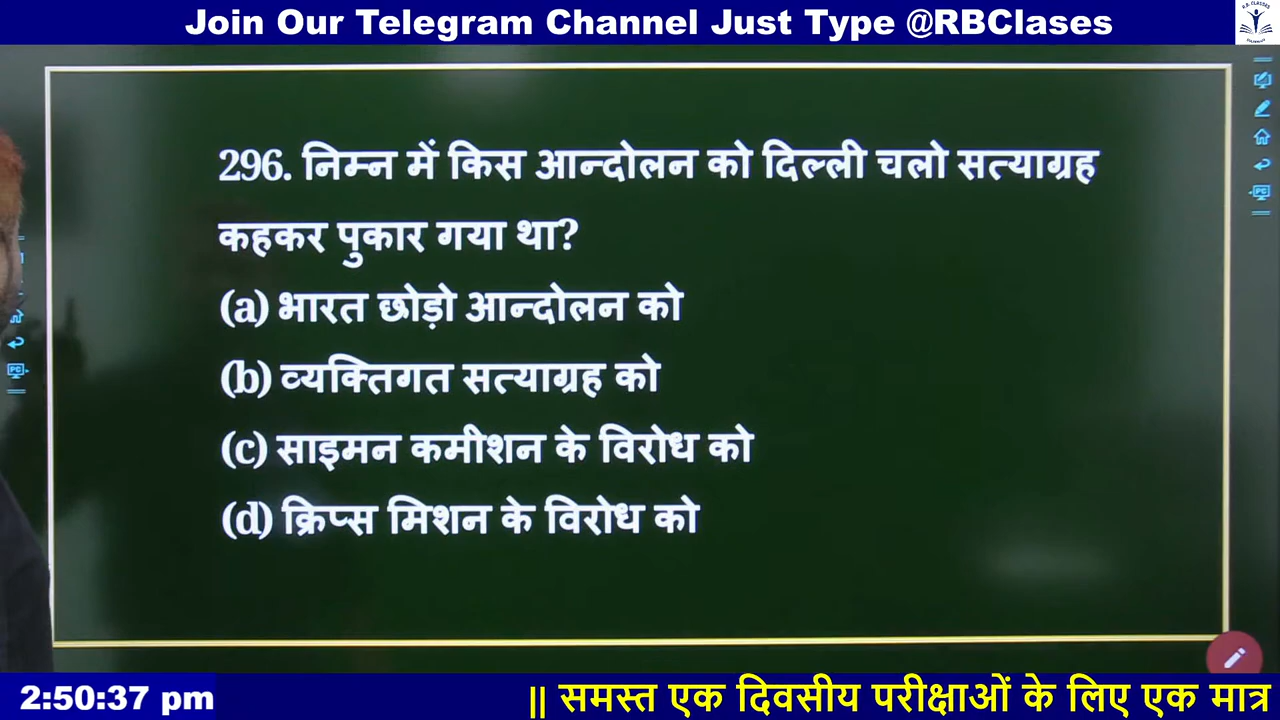 Join Our Telegram Channel Just Type @RBClases
296. निम्न में किस आन्दोलन को दिल्ली चलो सत्याग्रह
कहकर पुकार गया था?
(a) भारत छोड़ो आन्दोलन को
(b) व्यक्तिगत सत्याग्रह को
(c) साइमन कमीशन के विरोध को
(d) क्रिप्स मिशन के विरोध को
2:50:37 pm
|| समस्त एक दिवसीय परीक्षाओं के लिए एक मात्र